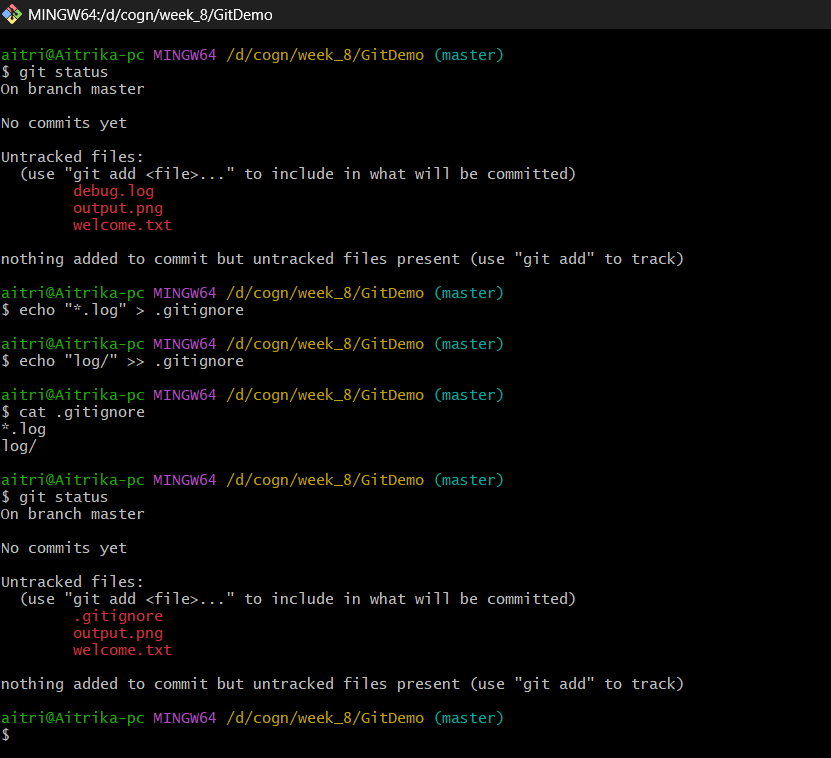 MINGW64:/d/cogn/week_8/GitDemo
aitri@Aitrika-pc MINGW64 /d/cogn/week_8/GitDemo (master)
$ git status
On branch master
No commits yet
Untracked files:
  (use "git add <file>..." to include in what will be committed)
        debug.log
        output.png
        welcome.txt
nothing added to commit but untracked files present (use "git add" to track)
aitri@Aitrika-pc MINGW64 /d/cogn/week_8/GitDemo (master)
$ echo "*.log" > .gitignore
aitri@Aitrika-pc MINGW64 /d/cogn/week_8/GitDemo (master)
$ echo "log/" >> .gitignore
aitri@Aitrika-pc MINGW64 /d/cogn/week_8/GitDemo (master)
$ cat .gitignore
*.log
log/
aitri@Aitrika-pc MINGW64 /d/cogn/week_8/GitDemo (master)
$ git status
On branch master
No commits yet
Untracked files:
  (use "git add <file>..." to include in what will be committed)
        .gitignore
        output.png
        welcome.txt
nothing added to commit but untracked files present (use "git add" to track)
aitri@Aitrika-pc MINGW64 /d/cogn/week_8/GitDemo (master)
$